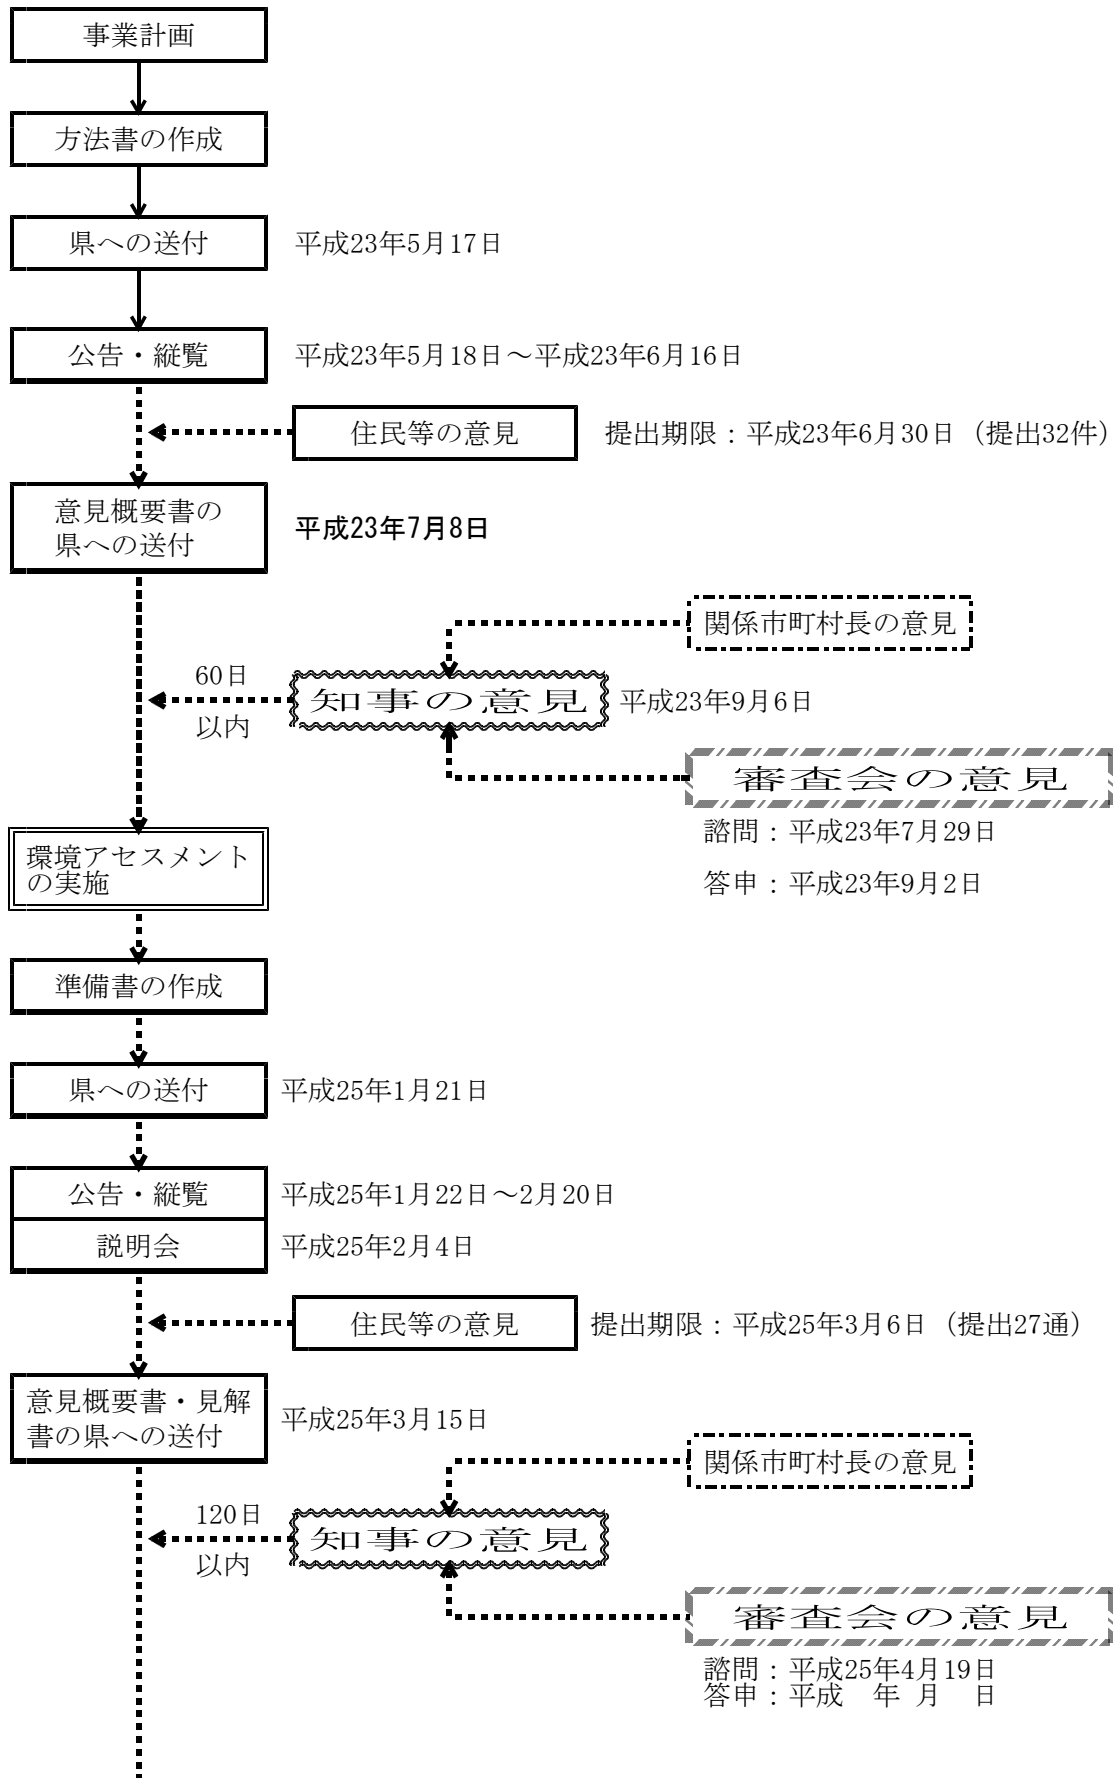 事業計画
方法書の作成
県への送付
平成23年5月17日
公告・縦覧
平成23年5月18日～平成23年6月16日
住民等の意見
提出期限：平成23年6月30日（提出32件）
意見概要書の
県への送付
平成23年7月8日
関係市町村長の意見
60日
以内
知事の意見
平成23年9月6日
審査会の意見
諮問：平成23年7月29日
答申：平成23年9月2日
環境アセスメント
の実施
準備書の作成
県への送付
平成25年1月21日
公告・縦覧
平成25年1月22日～2月20日
説明会
平成25年2月4日
住民等の意見
提出期限：平成25年3月6日（提出27通）
意見概要書・見解
書の県への送付
平成25年3月15日
関係市町村長の意見
120日
以内
知事の意見
審査会の意見
諮問：平成25年4月19日
答申：平成　年 月　日